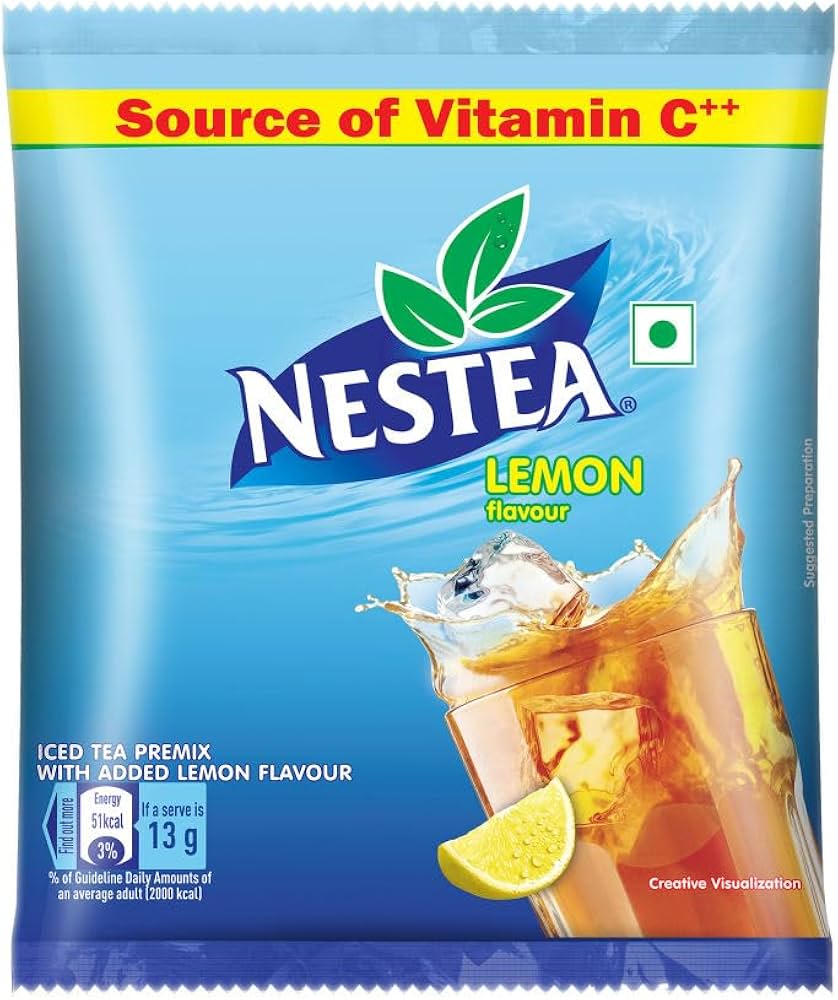 Source of Vitamin C++
NESTEA®
LEMON
flavour
Suggested Preparation
ICED TEA PREMIX
WITH ADDED LEMON FLAVOUR
Find out more
Energy
51kcal
3%
If a serve is
13 g
% of Guideline Daily Amounts of
an average adult (2000 kcal)
Creative Visualization